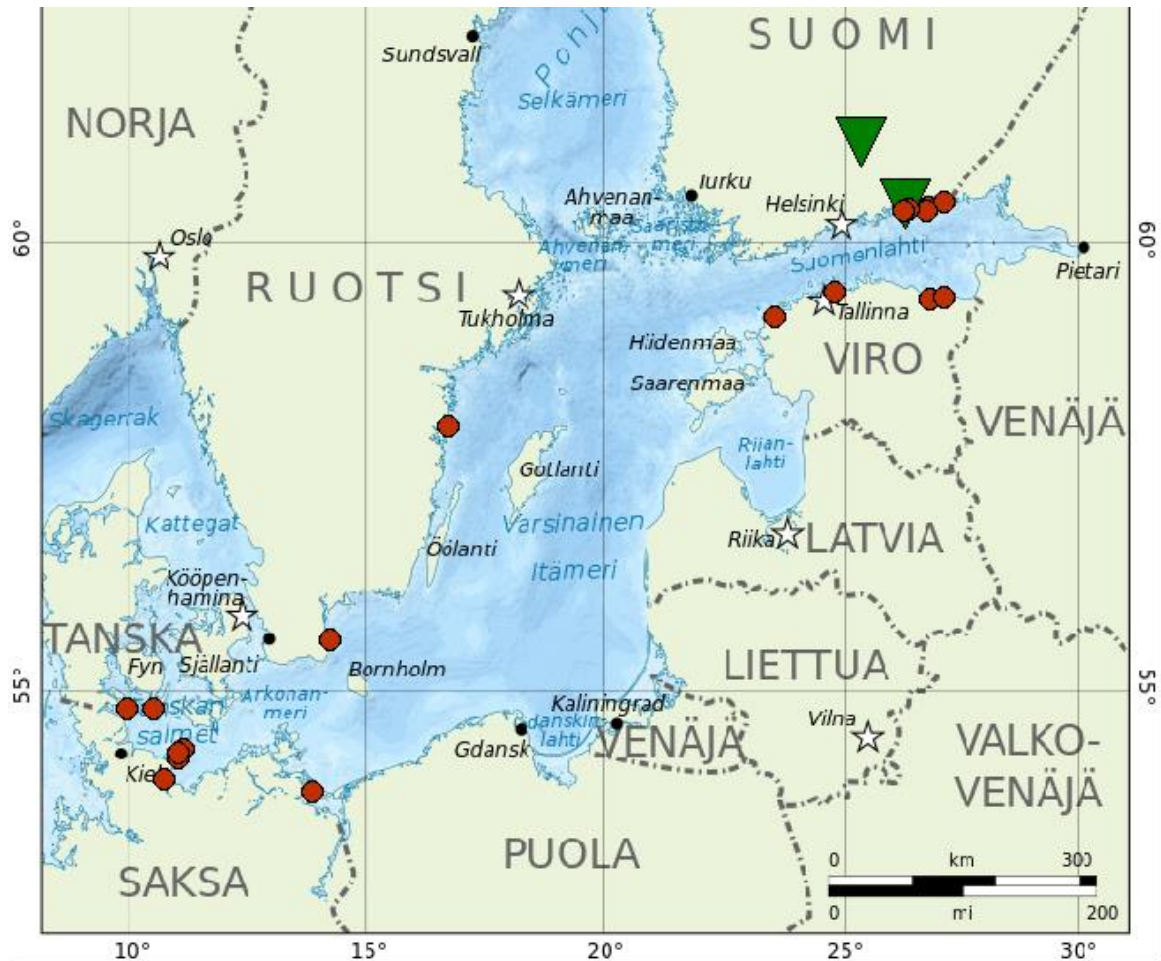 SUOMI
Pohj
Sundsvall
Selkämeri
NORJA
Ahvenan-
maa
Iurku
Helsinki
Saaristo-
meri
Ahvenan-
meri
60°
60°
Oslo
Suomenlahti
Pietari
RUOTSI
Tukholma
Tallinna
Hiidenmaa
VIRO
Saarenmaa
Skagerrak
VENÄJÄ
Riian-
lahti
Gotlanti
Kattegat
Varsinainen
Itämeri
Riika
LATVIA
Öölanti
Kööpen-
hamina
TANSKA
Fyn
Själlanti
Bornholm
LIETTUA
55°
55°
Arkonan-
meri
Kaliningrad
salmet
Gdansk
Vilna
VENÄJÄ
VALKO-
VENÄJÄ
Kiel
PUOLA
SAKSA
0 km 300
0 mi 200
10° 15° 20° 25° 30°